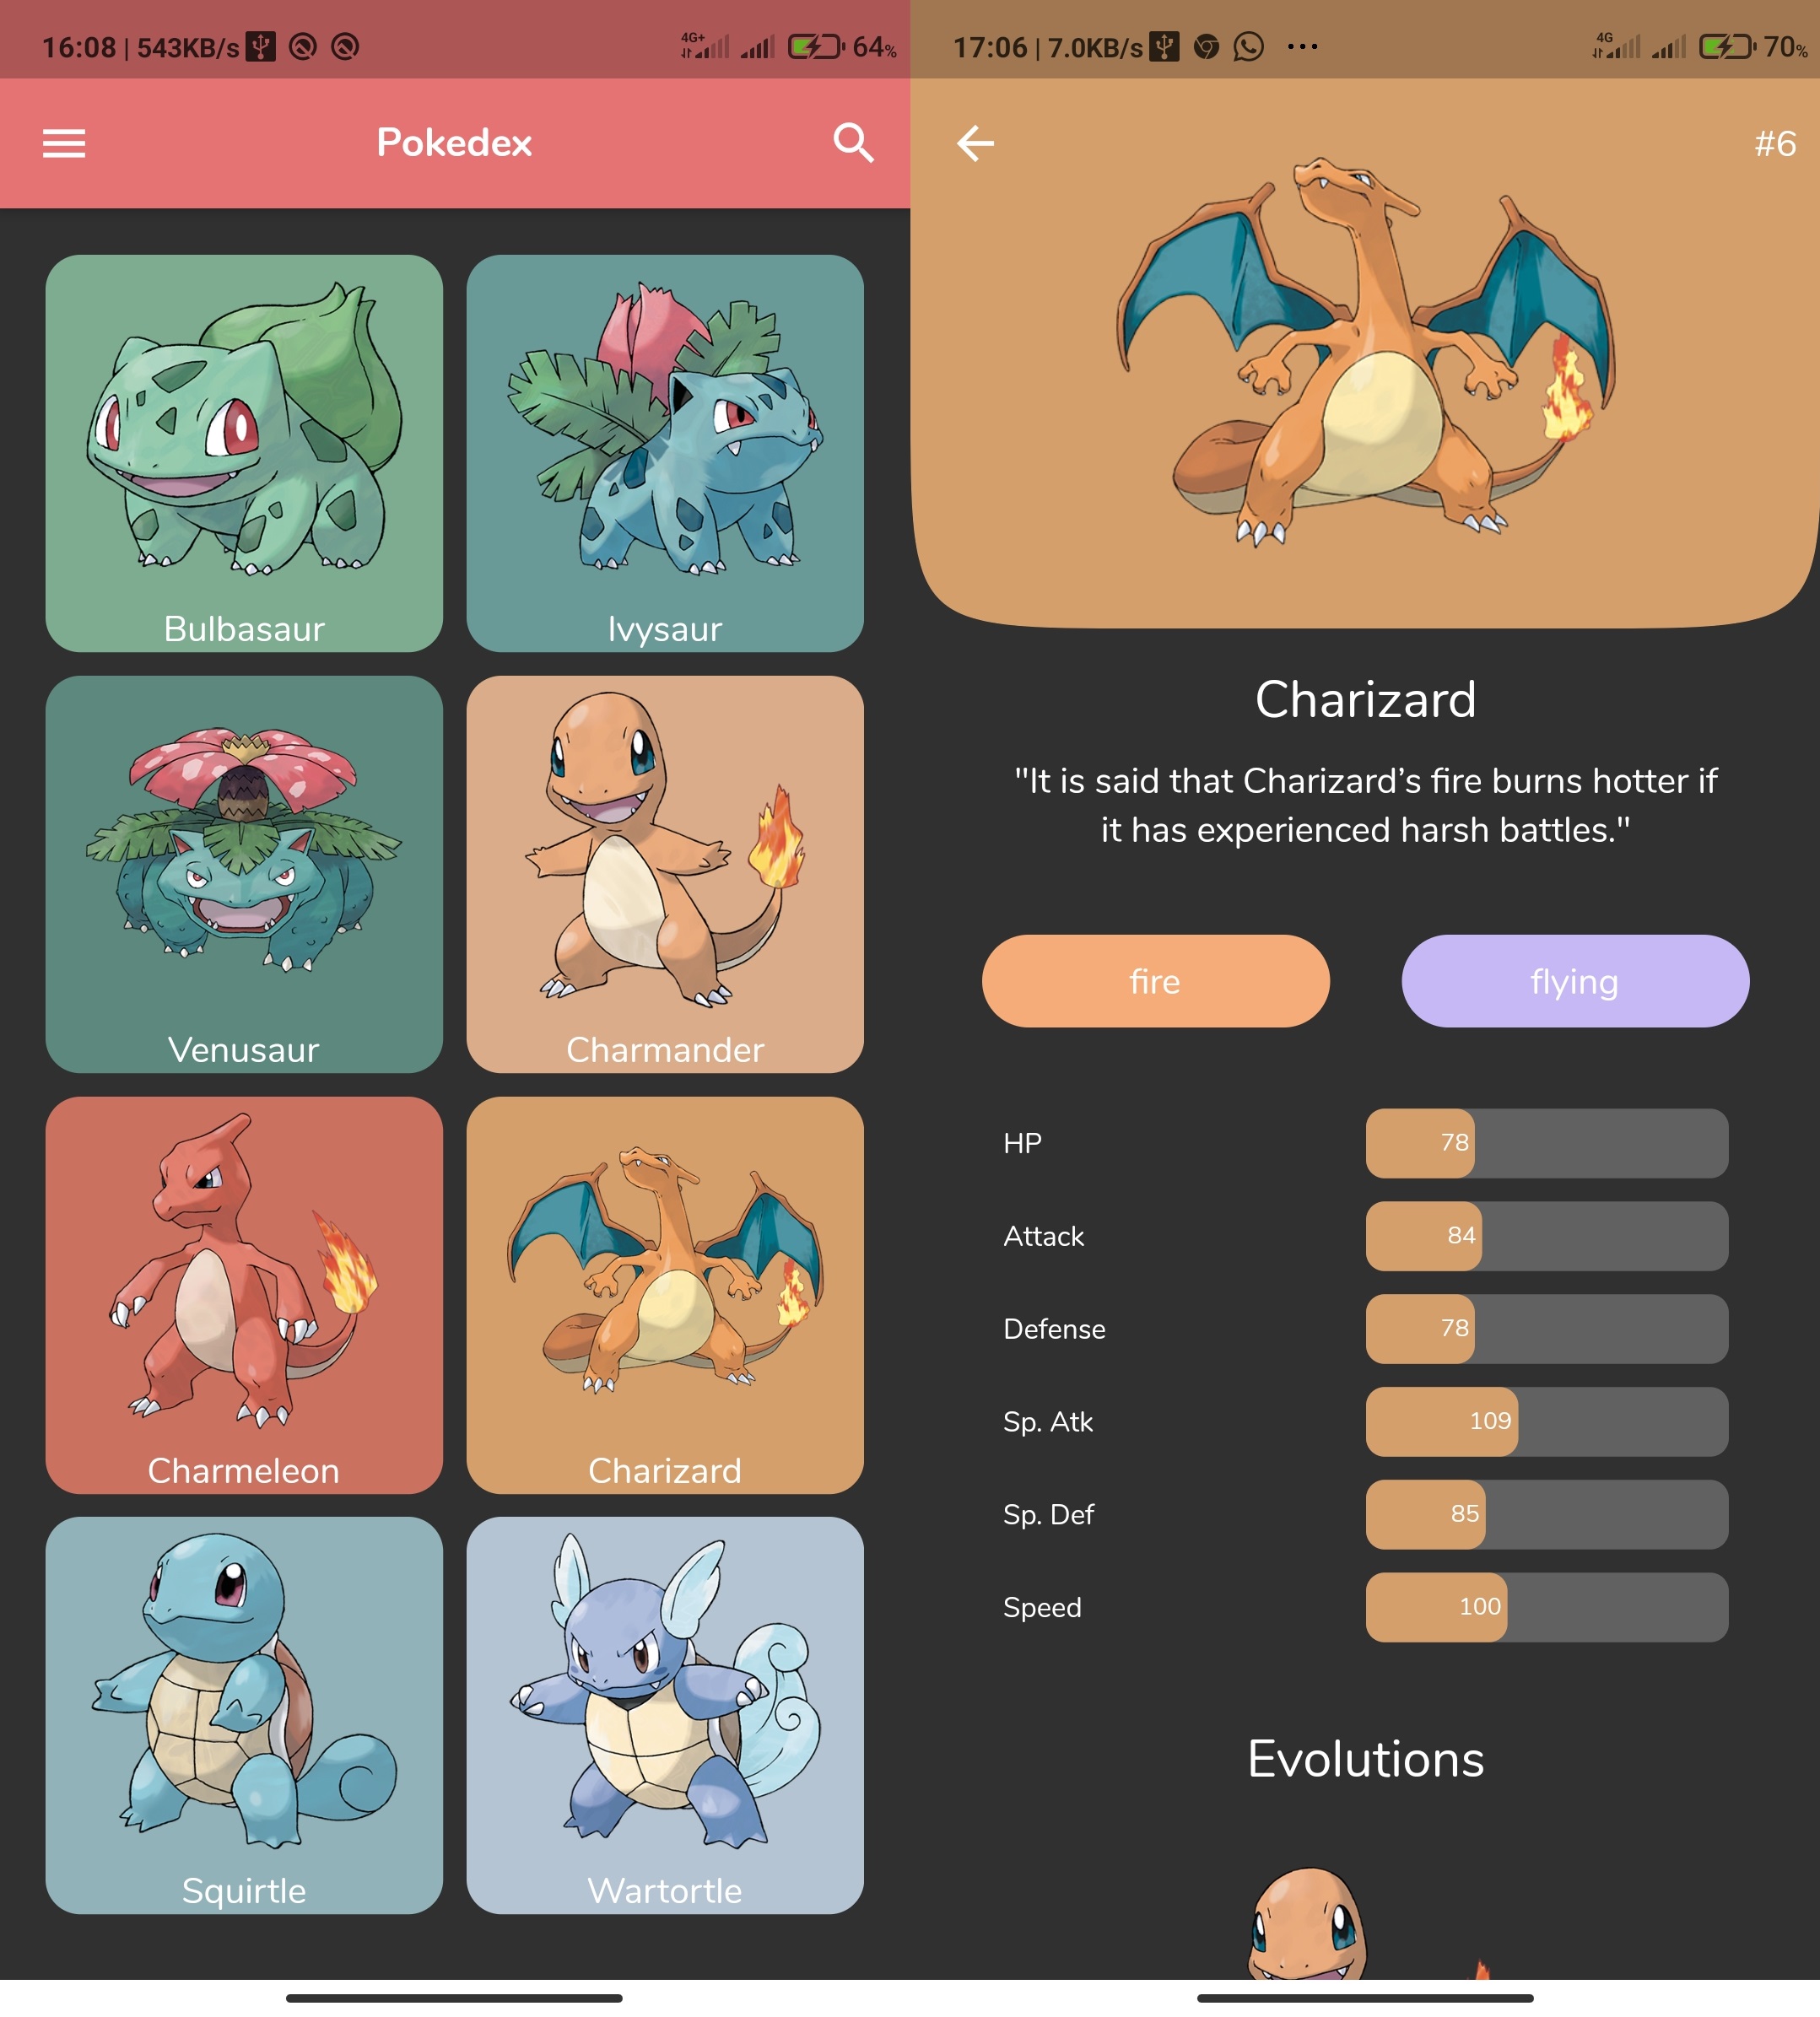 16:08 | 543KB/s
4G+
64%
Pokedex
Bulbasaur
Ivysaur
Venusaur
Charmander
Charmeleon
Charizard
Squirtle
Wartortle
17:06 | 7.0KB/s
4G
70%
#6
Charizard
"It is said that Charizard’s fire burns hotter if
it has experienced harsh battles."
fire
flying
HP 78
Attack 84
Defense 78
Sp. Atk 109
Sp. Def 85
Speed 100
Evolutions